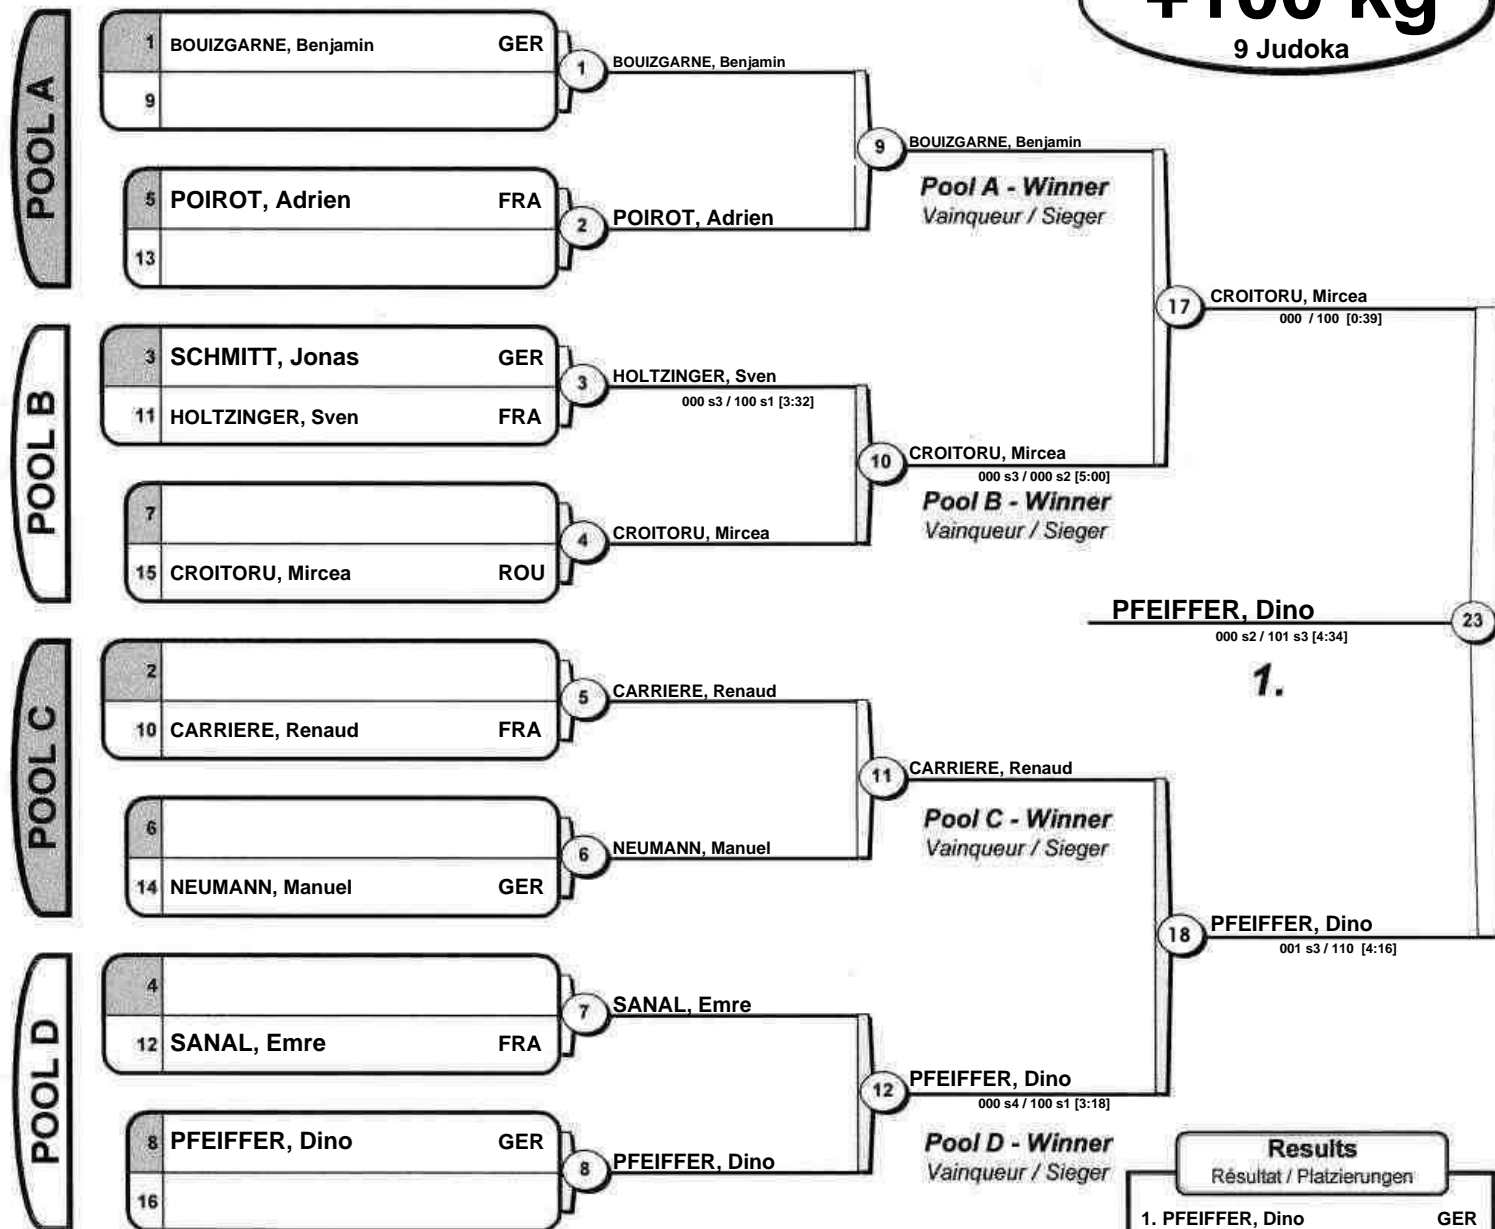 +100 kg
9 Judoka
POOL A
1 BOUIZGARNE, Benjamin GER
9
1
BOUIZGARNE, Benjamin
5 POIROT, Adrien FRA
13
2
POIROT, Adrien
9
BOUIZGARNE, Benjamin
Pool A - Winner
Vainqueur / Sieger
POOL B
3 SCHMITT, Jonas GER
11 HOLTZINGER, Sven FRA
3
HOLTZINGER, Sven
000 s3 / 100 s1 [3:32]
7
15 CROITORU, Mircea ROU
4
CROITORU, Mircea
10
CROITORU, Mircea
000 s3 / 000 s2 [5:00]
Pool B - Winner
Vainqueur / Sieger
17
CROITORU, Mircea
000 / 100 [0:39]
PFEIFFER, Dino
23
000 s2 / 101 s3 [4:34]
1.
POOL C
2
10 CARRIERE, Renaud FRA
5
CARRIERE, Renaud
6
14 NEUMANN, Manuel GER
6
NEUMANN, Manuel
11
CARRIERE, Renaud
Pool C - Winner
Vainqueur / Sieger
18
PFEIFFER, Dino
001 s3 / 110 [4:16]
POOL D
4
12 SANAL, Emre FRA
7
SANAL, Emre
8 PFEIFFER, Dino GER
16
8
PFEIFFER, Dino
12
PFEIFFER, Dino
000 s4 / 100 s1 [3:18]
Pool D - Winner
Vainqueur / Sieger
Results
Résultat / Platzierungen
1. PFEIFFER, Dino GER